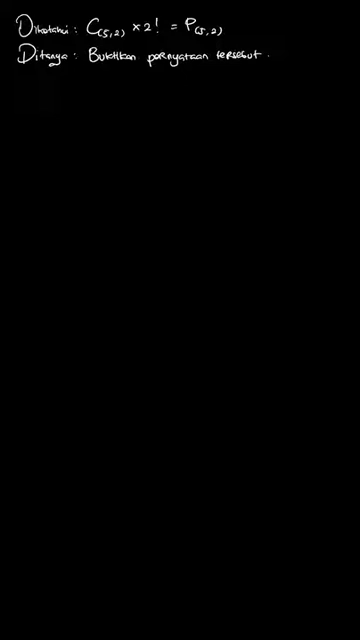 Diketahui : C(5,2) × 2! = P(5,2)
Ditanya : Buktikan pernyataan tersebut.